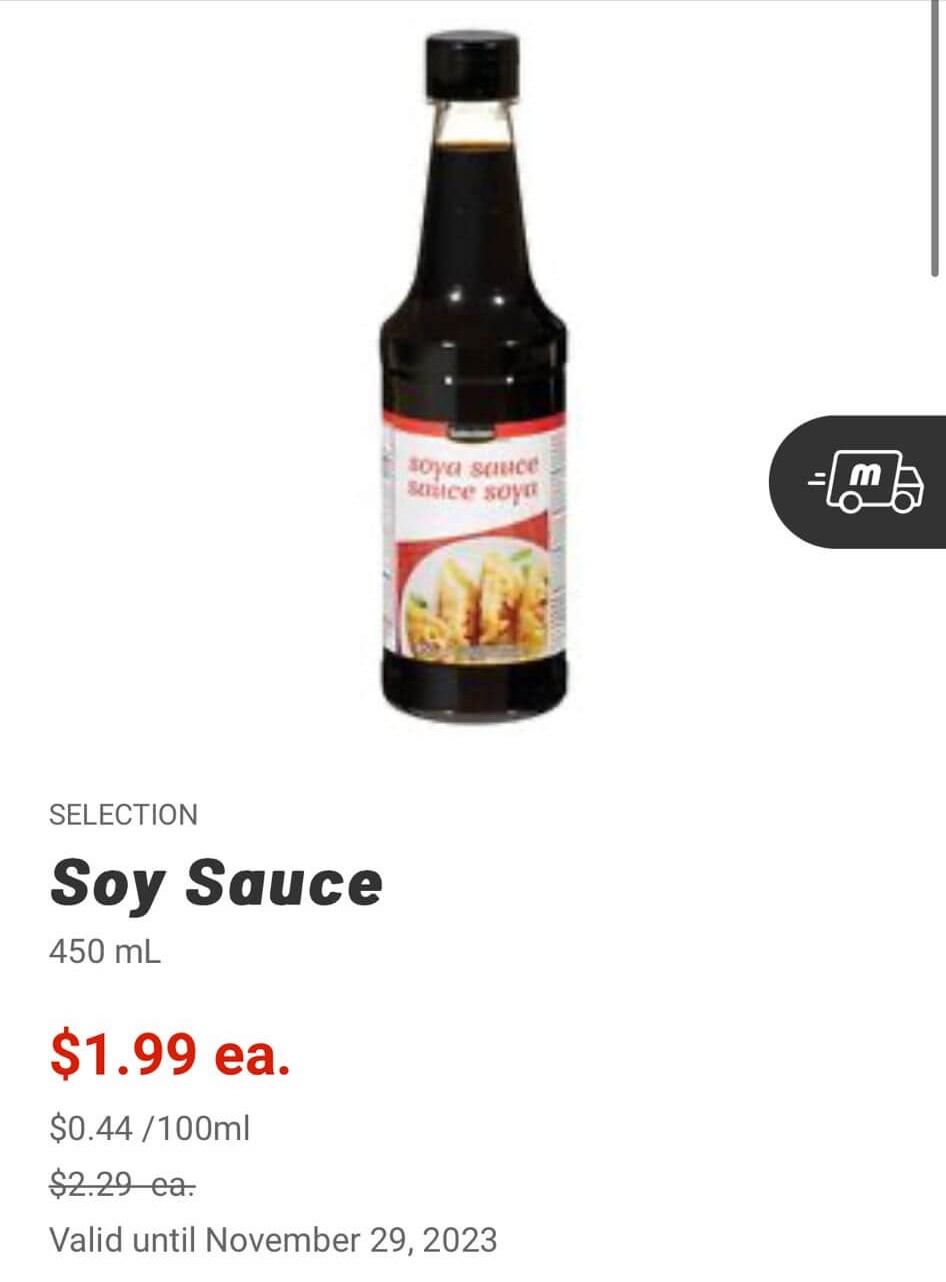 soya sauce
sauce soya
m
SELECTION
Soy Sauce
450 mL
$1.99 ea.
$0.44 /100ml
$2.29 ea.
Valid until November 29, 2023